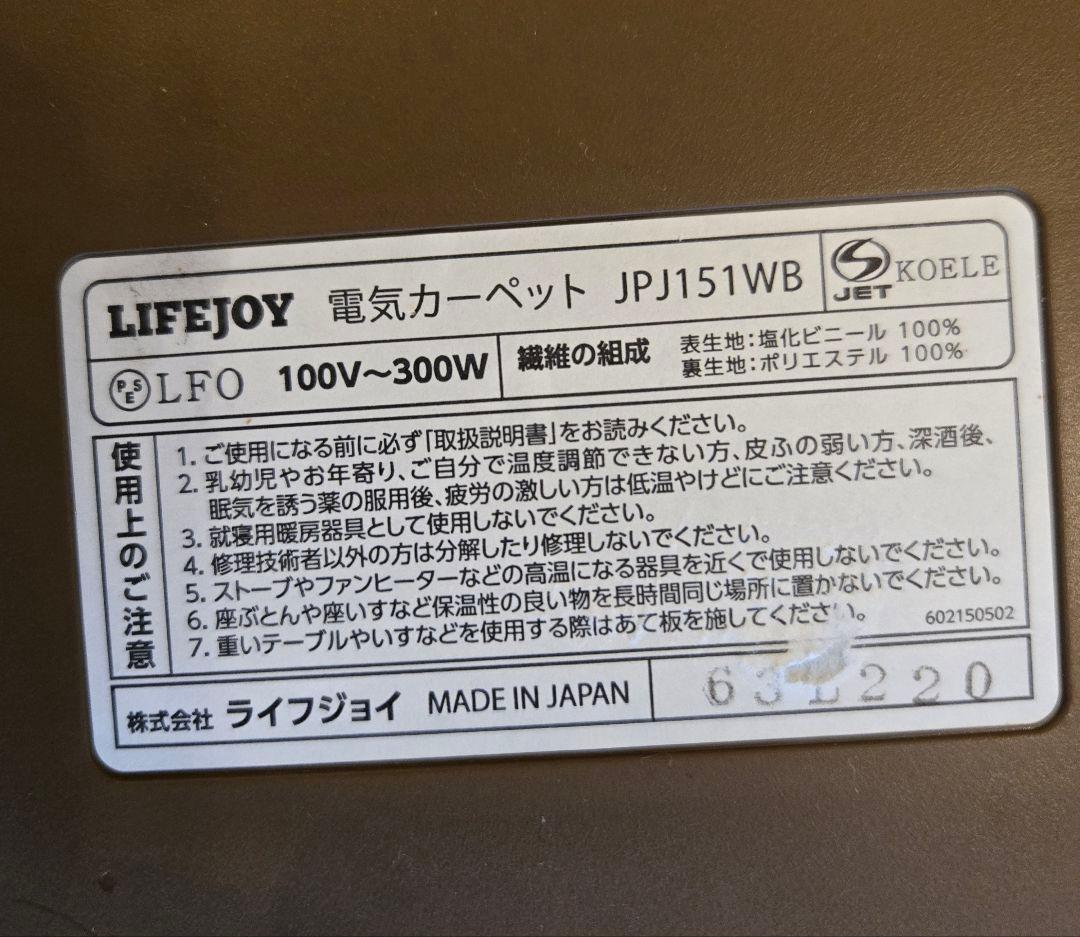 LIFEJOY 電気カーペット JPJ151WB JET KOELE
PSE LFO 100V～300W 繊維の組成 表生地:塩化ビニール 100%
裏生地:ポリエステル 100%
使用上のご注意
1. ご使用になる前に必ず「取扱説明書」をお読みください。
2. 乳幼児やお年寄り、ご自分で温度調節できない方、皮ふの弱い方、深酒後、
眠気を誘う薬の服用後、疲労の激しい方は低温やけどにご注意ください。
3. 就寝用暖房器具として使用しないでください。
4. 修理技術者以外の方は分解したり修理しないでください。
5. ストーブやファンヒーターなどの高温になる器具を近くで使用しないでください。
6. 座ぶとんや座いすなど保温性の良い物を長時間同じ場所に置かないでください。
7. 重いテーブルやいすなどを使用する際はあて板を施してください。
602150502
株式会社 ライフジョイ MADE IN JAPAN